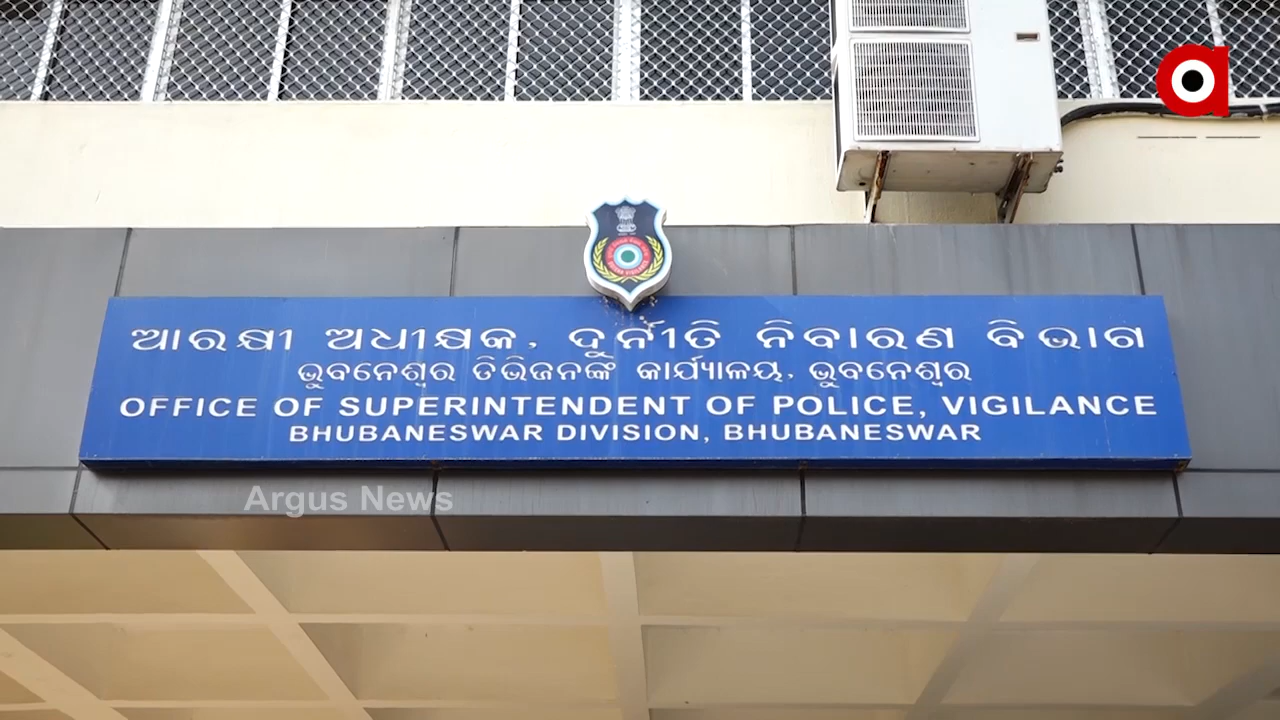 ଆରକ୍ଷୀ ଅଧୀକ୍ଷକ, ଦୁର୍ନୀତି ନିବାରଣ ବିଭାଗ
ଭୁବନେଶ୍ୱର ଡିଭିଜନଙ୍କ କାର୍ଯ୍ୟାଳୟ, ଭୁବନେଶ୍ୱର
OFFICE OF SUPERINTENDENT OF POLICE, VIGILANCE
BHUBANESWAR DIVISION, BHUBANESWAR
Argus News